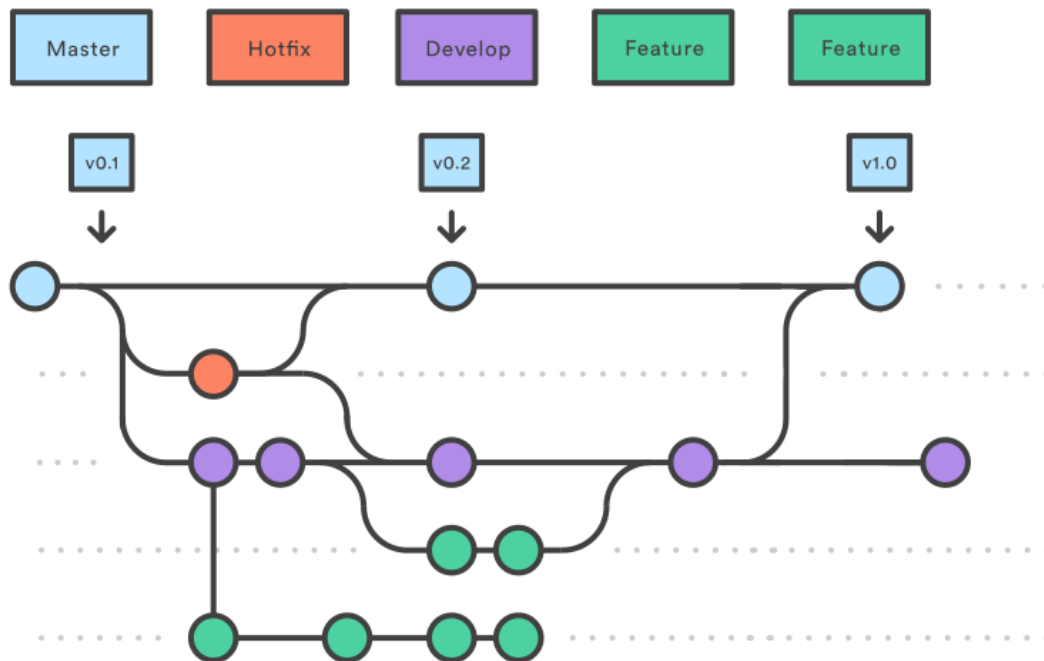 Master
Hotfix
Develop
Feature
Feature
v0.1
v0.2
v1.0